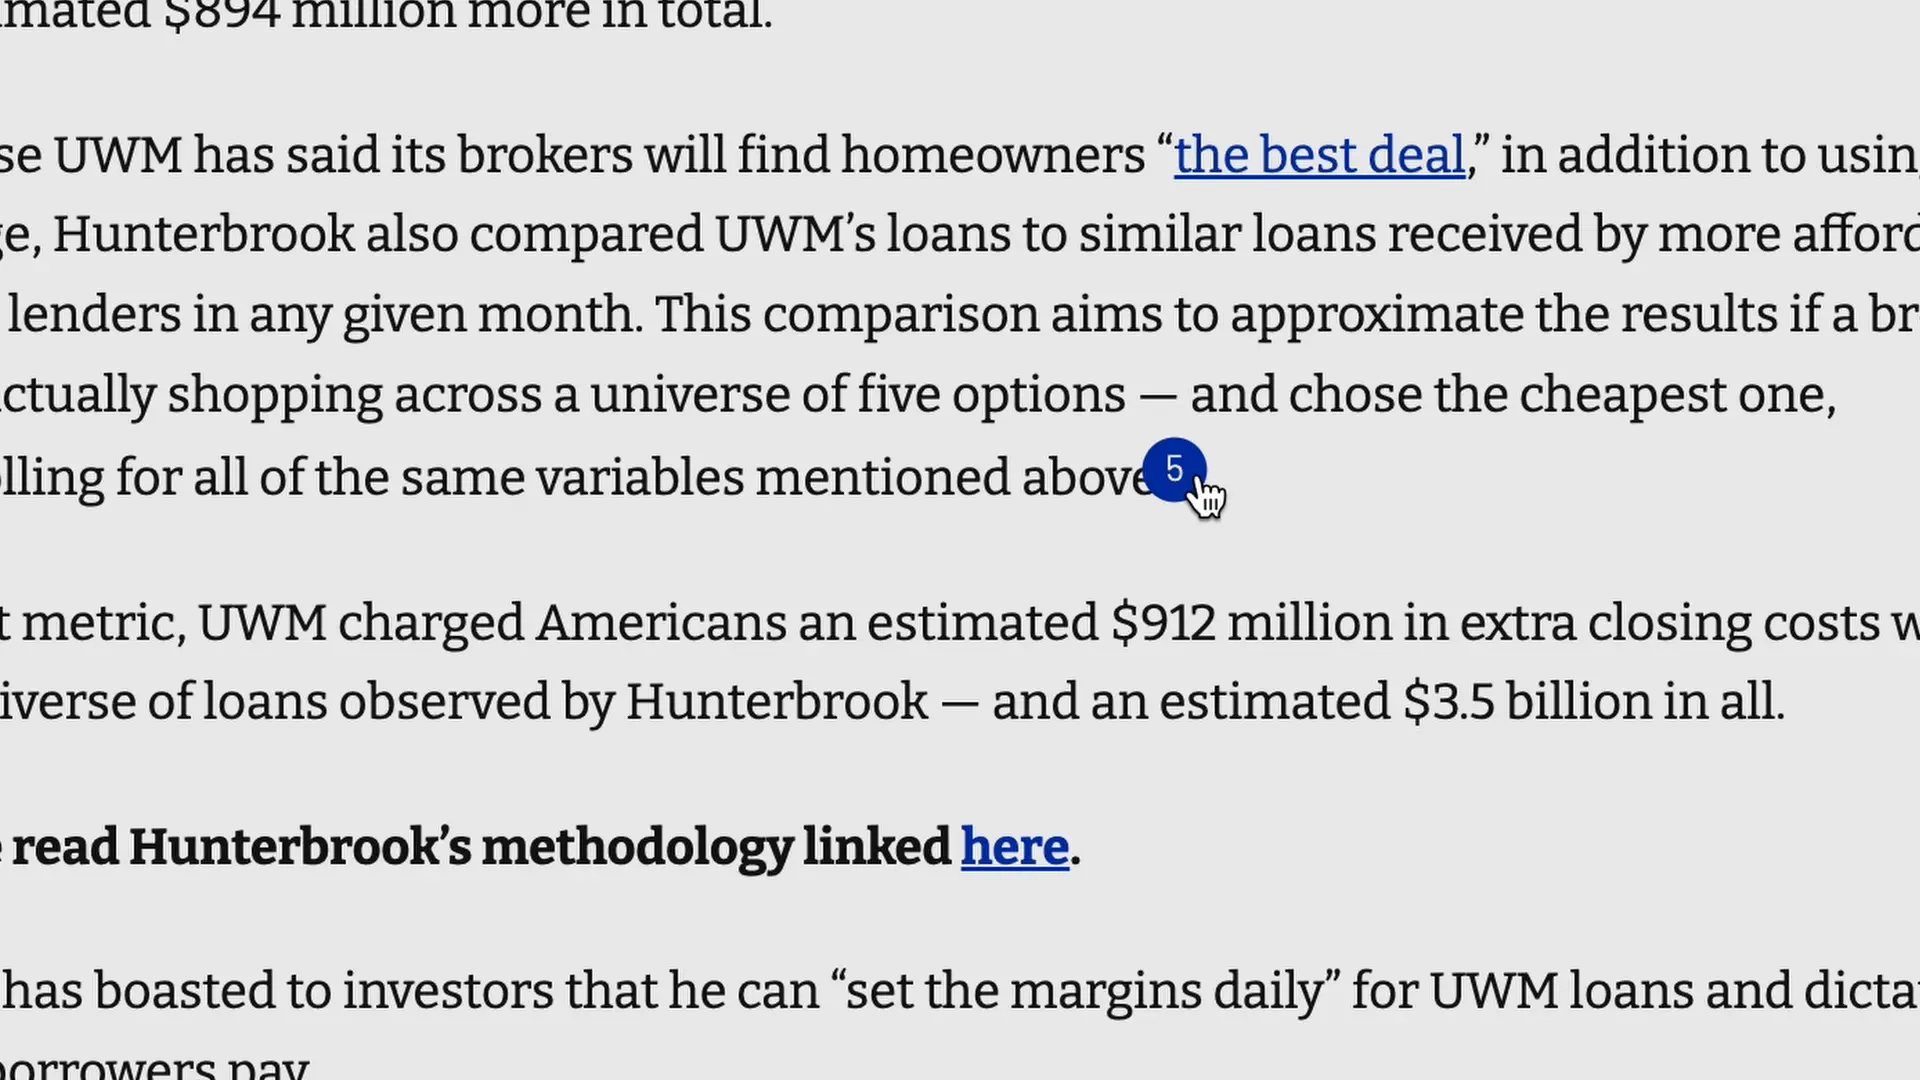 mated $894 million more in total.
se UWM has said its brokers will find homeowners “the best deal,” in addition to usin
ge, Hunterbrook also compared UWM’s loans to similar loans received by more afford
lenders in any given month. This comparison aims to approximate the results if a br
ctually shopping across a universe of five options — and chose the cheapest one,
lling for all of the same variables mentioned above 5
t metric, UWM charged Americans an estimated $912 million in extra closing costs w
iverse of loans observed by Hunterbrook — and an estimated $3.5 billion in all.
read Hunterbrook’s methodology linked here.
has boasted to investors that he can “set the margins daily” for UWM loans and dicta
borrowers pay